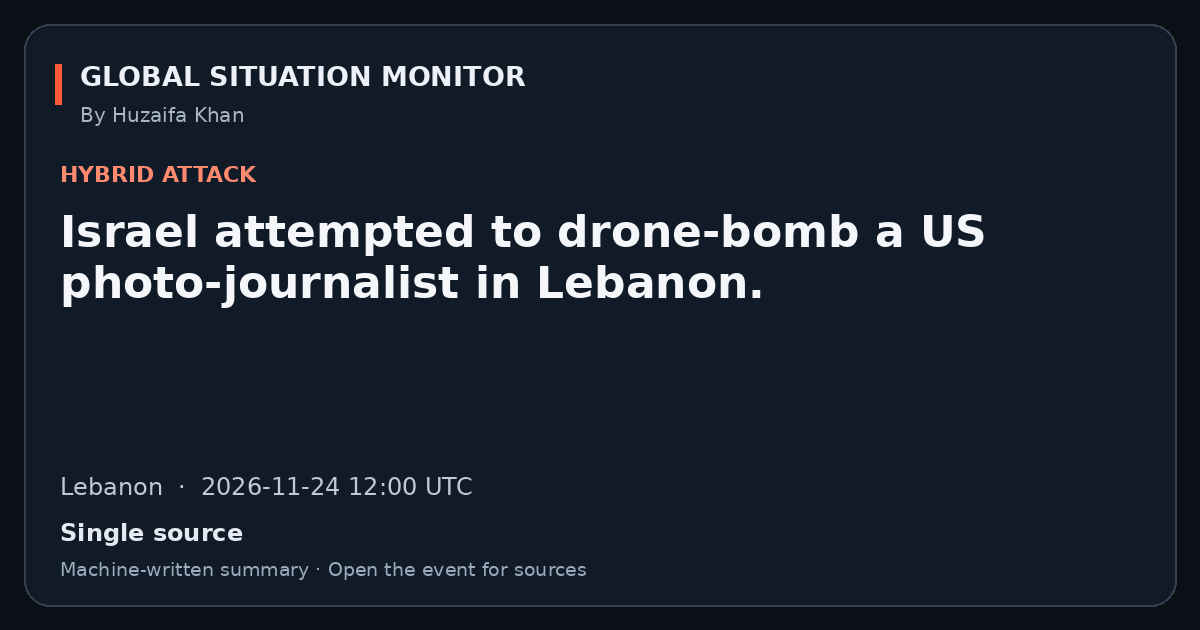 GLOBAL SITUATION MONITOR
By Huzaifa Khan
HYBRID ATTACK
Israel attempted to drone-bomb a US
photo-journalist in Lebanon.
Lebanon · 2026-11-24 12:00 UTC
Single source
Machine-written summary · Open the event for sources